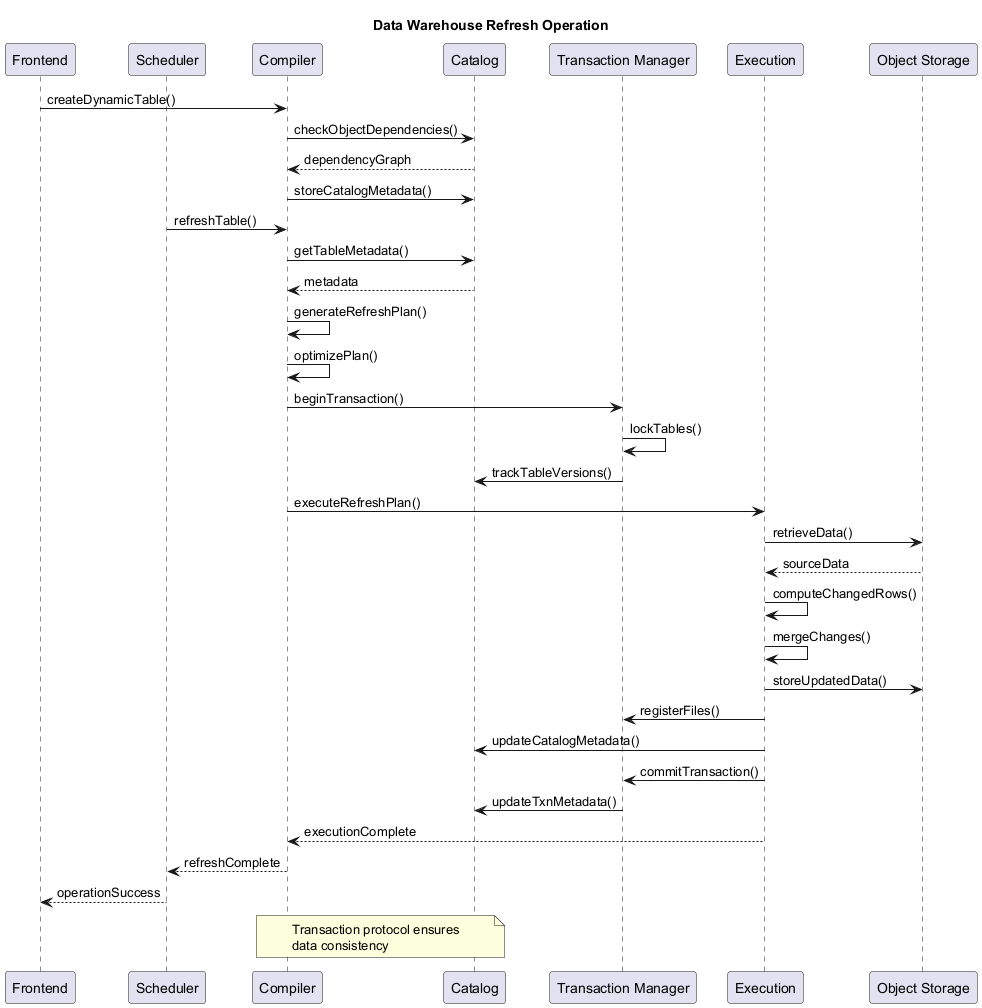 Data Warehouse Refresh Operation
Frontend Scheduler Compiler Catalog Transaction Manager Execution Object Storage
createDynamicTable()
checkObjectDependencies()
dependencyGraph
storeCatalogMetadata()
refreshTable()
getTableMetadata()
metadata
generateRefreshPlan()
optimizePlan()
beginTransaction()
lockTables()
trackTableVersions()
executeRefreshPlan()
retrieveData()
sourceData
computeChangedRows()
mergeChanges()
storeUpdatedData()
registerFiles()
updateCatalogMetadata()
commitTransaction()
updateTxnMetadata()
executionComplete
refreshComplete
operationSuccess
Transaction protocol ensures
data consistency
Frontend Scheduler Compiler Catalog Transaction Manager Execution Object Storage